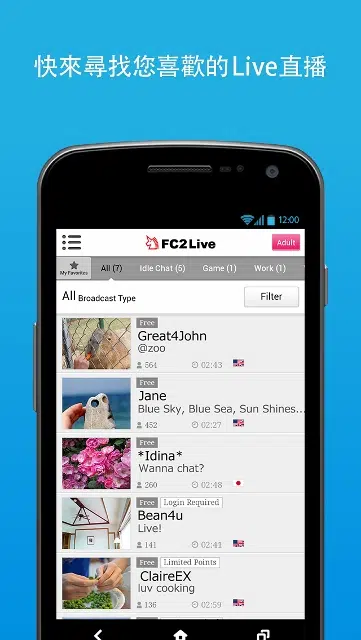 快來尋找您喜歡的Live直播
12:00
FC2Live
Adult
My Favorites
All (7)
Idle Chat (5)
Game (1)
Work (1)
All Broadcast Type
Filter
Free
Great4John
@zoo
564
02:43
Free
Jane
Blue Sky, Blue Sea, Sun Shines...
452
02:27
Free
*Idina*
Wanna chat?
260
02:48
Free
Login Required
Bean4u
Live!
141
02:41
Free
Limited Points
ClaireEX
luv cooking
136
02:59